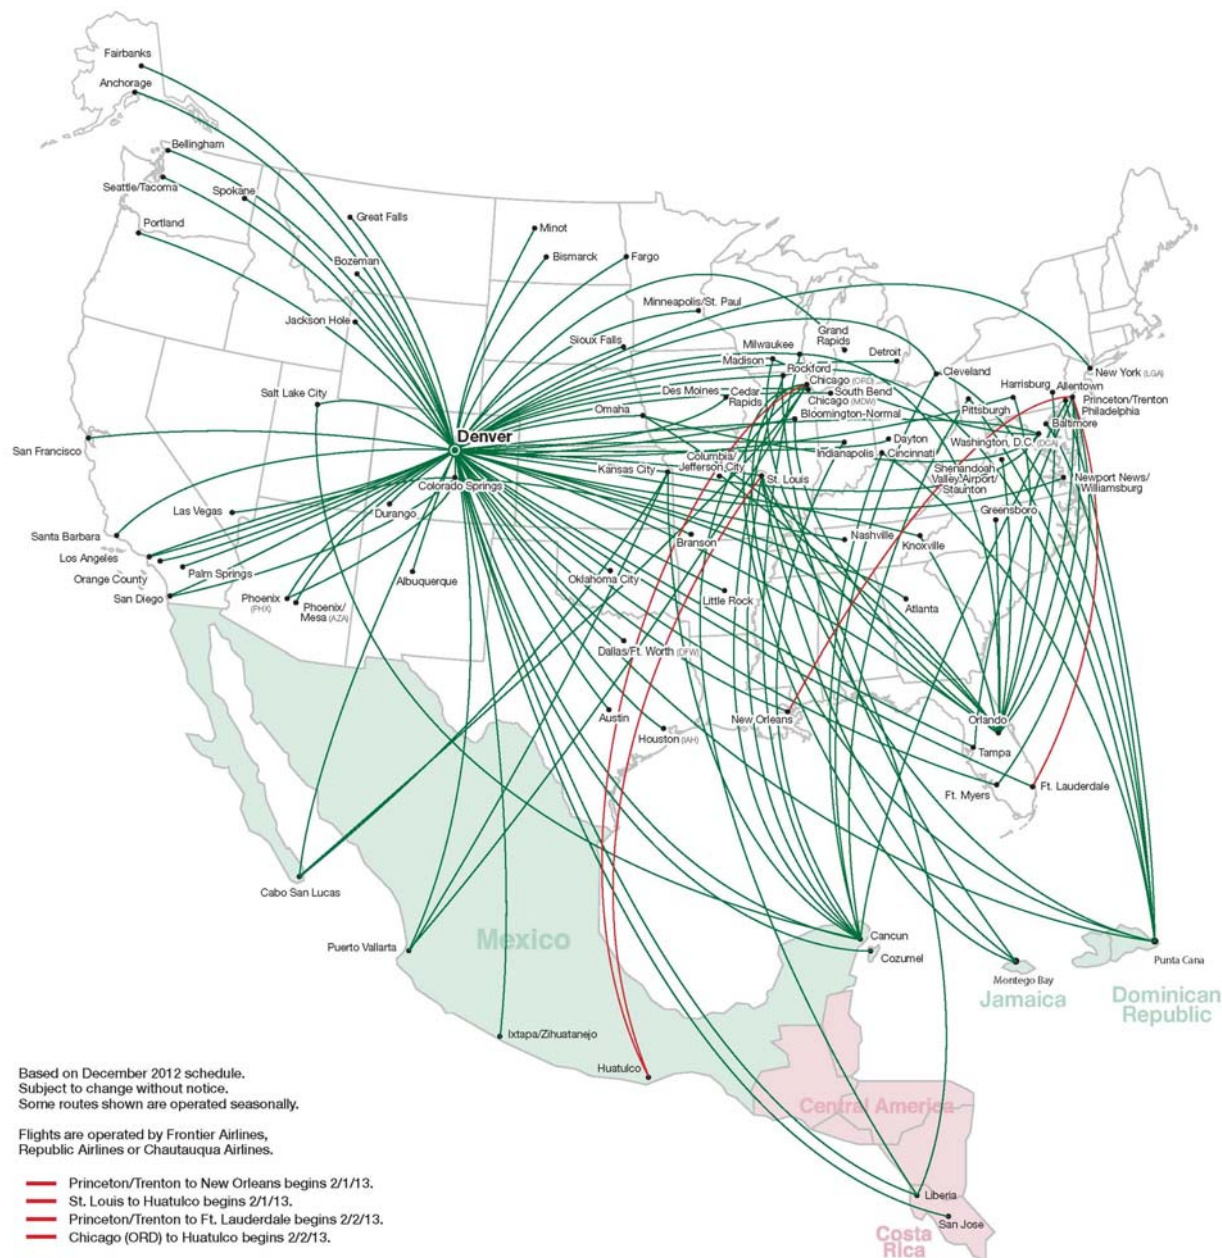 Fairbanks
Anchorage
Bellingham
Seattle/Tacoma
Spokane
Portland
Great Falls
Minot
Bozeman
Bismarck
Fargo
Jackson Hole
Minneapolis/St. Paul
Sioux Falls
Milwaukee
Grand
Rapids
Madison
Detroit
Rockford
Cleveland
New York (LGA)
Chicago (ORD)
Salt Lake City
Des Moines
Cedar
Rapids
South Bend
Chicago (MDW)
Harrisburg
Allentown
Princeton/Trenton
Philadelphia
Omaha
Bloomington-Normal
Pittsburgh
Baltimore
Denver
San Francisco
Indianapolis
Dayton
Cincinnati
Washington, D.C. (DCA)
Kansas City
Columbia/
Jefferson City
St. Louis
Shenandoah
Valley Airport/
Staunton
Newport News/
Williamsburg
Colorado Springs
Las Vegas
Durango
Greensboro
Santa Barbara
Branson
Nashville
Knoxville
Los Angeles
Orange County
Palm Springs
Albuquerque
Oklahoma City
San Diego
Phoenix
(PHX)
Phoenix/
Mesa (AZA)
Little Rock
Atlanta
Dallas/Ft. Worth (DFW)
Austin
Houston (IAH)
New Orleans
Orlando
Tampa
Ft. Myers
Ft. Lauderdale
Cabo San Lucas
Puerto Vallarta
Mexico
Cancun
Cozumel
Montego Bay
Jamaica
Punta Cana
Dominican
Republic
Ixtapa/Zihuatanejo
Huatulco
Central America
Liberia
San Jose
Costa
Rica
Based on December 2012 schedule.
Subject to change without notice.
Some routes shown are operated seasonally.
Flights are operated by Frontier Airlines,
Republic Airlines or Chautauqua Airlines.
Princeton/Trenton to New Orleans begins 2/1/13.
St. Louis to Huatulco begins 2/1/13.
Princeton/Trenton to Ft. Lauderdale begins 2/2/13.
Chicago (ORD) to Huatulco begins 2/2/13.